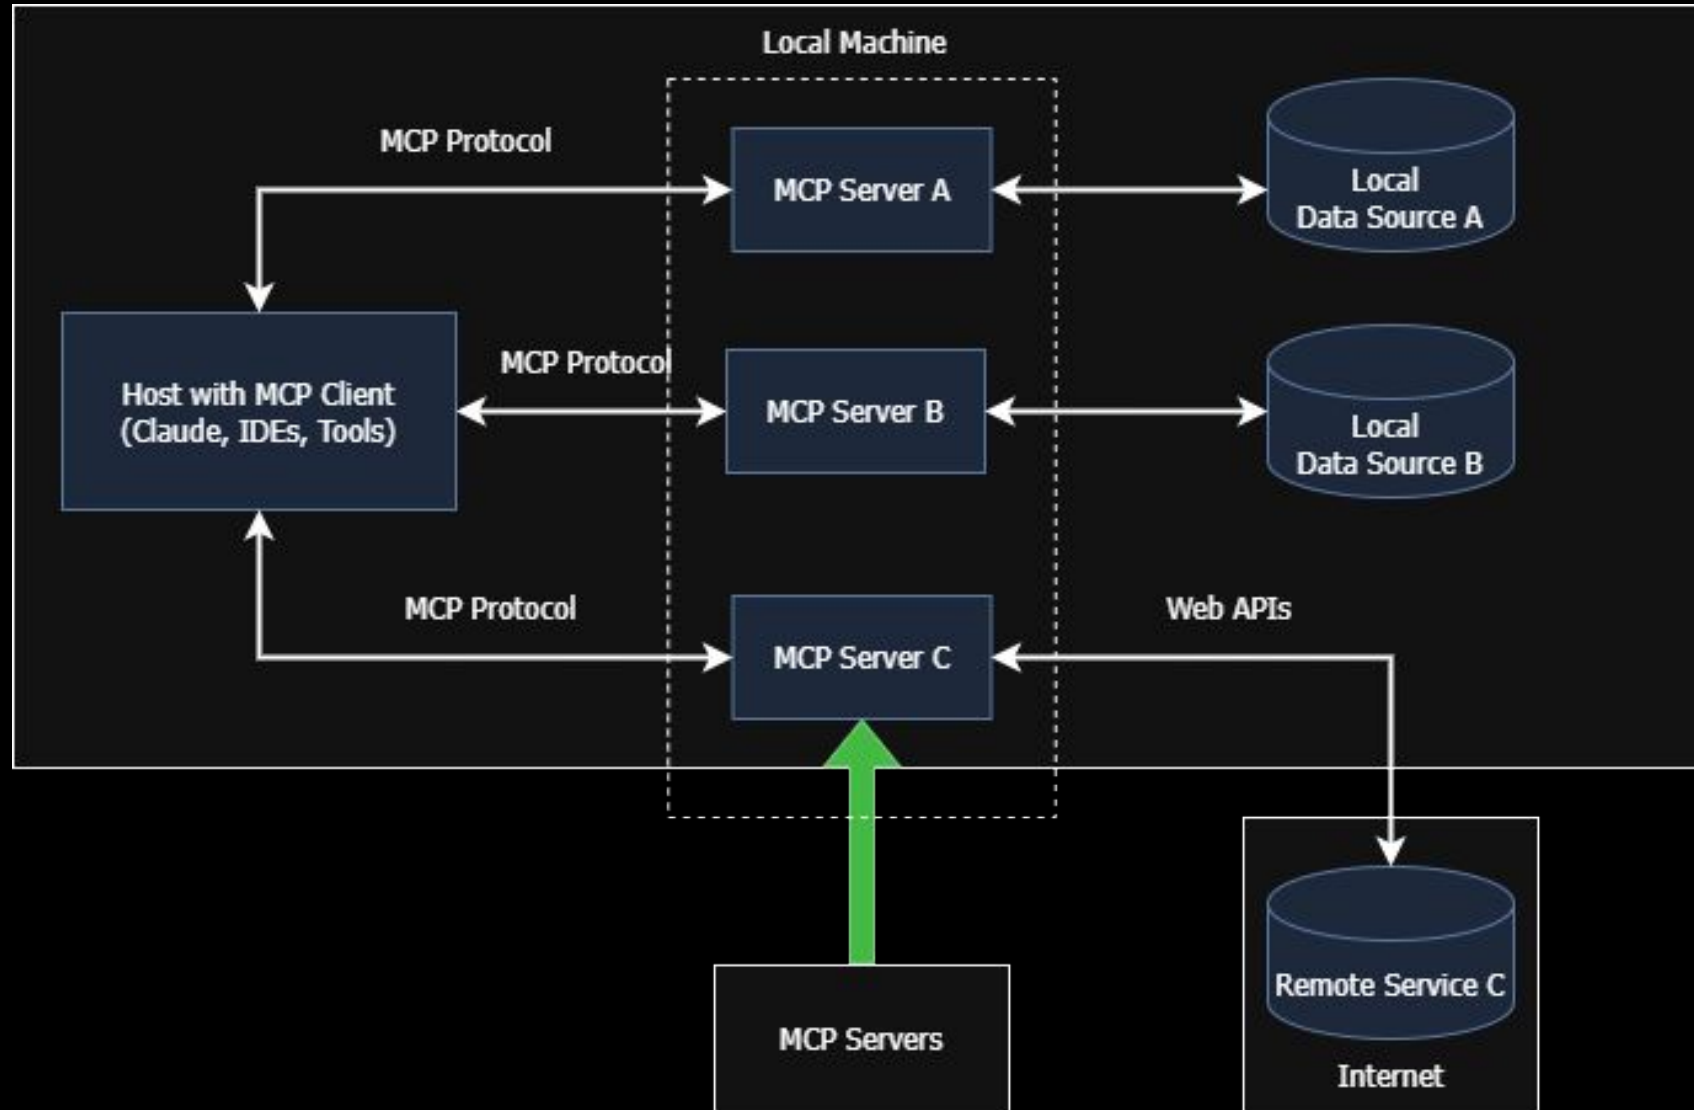 Local Machine
MCP Protocol
MCP Server A
Local
Data Source A
MCP Protocol
Host with MCP Client
(Claude, IDEs, Tools)
MCP Server B
Local
Data Source B
MCP Protocol
MCP Server C
Web APIs
MCP Servers
Remote Service C
Internet